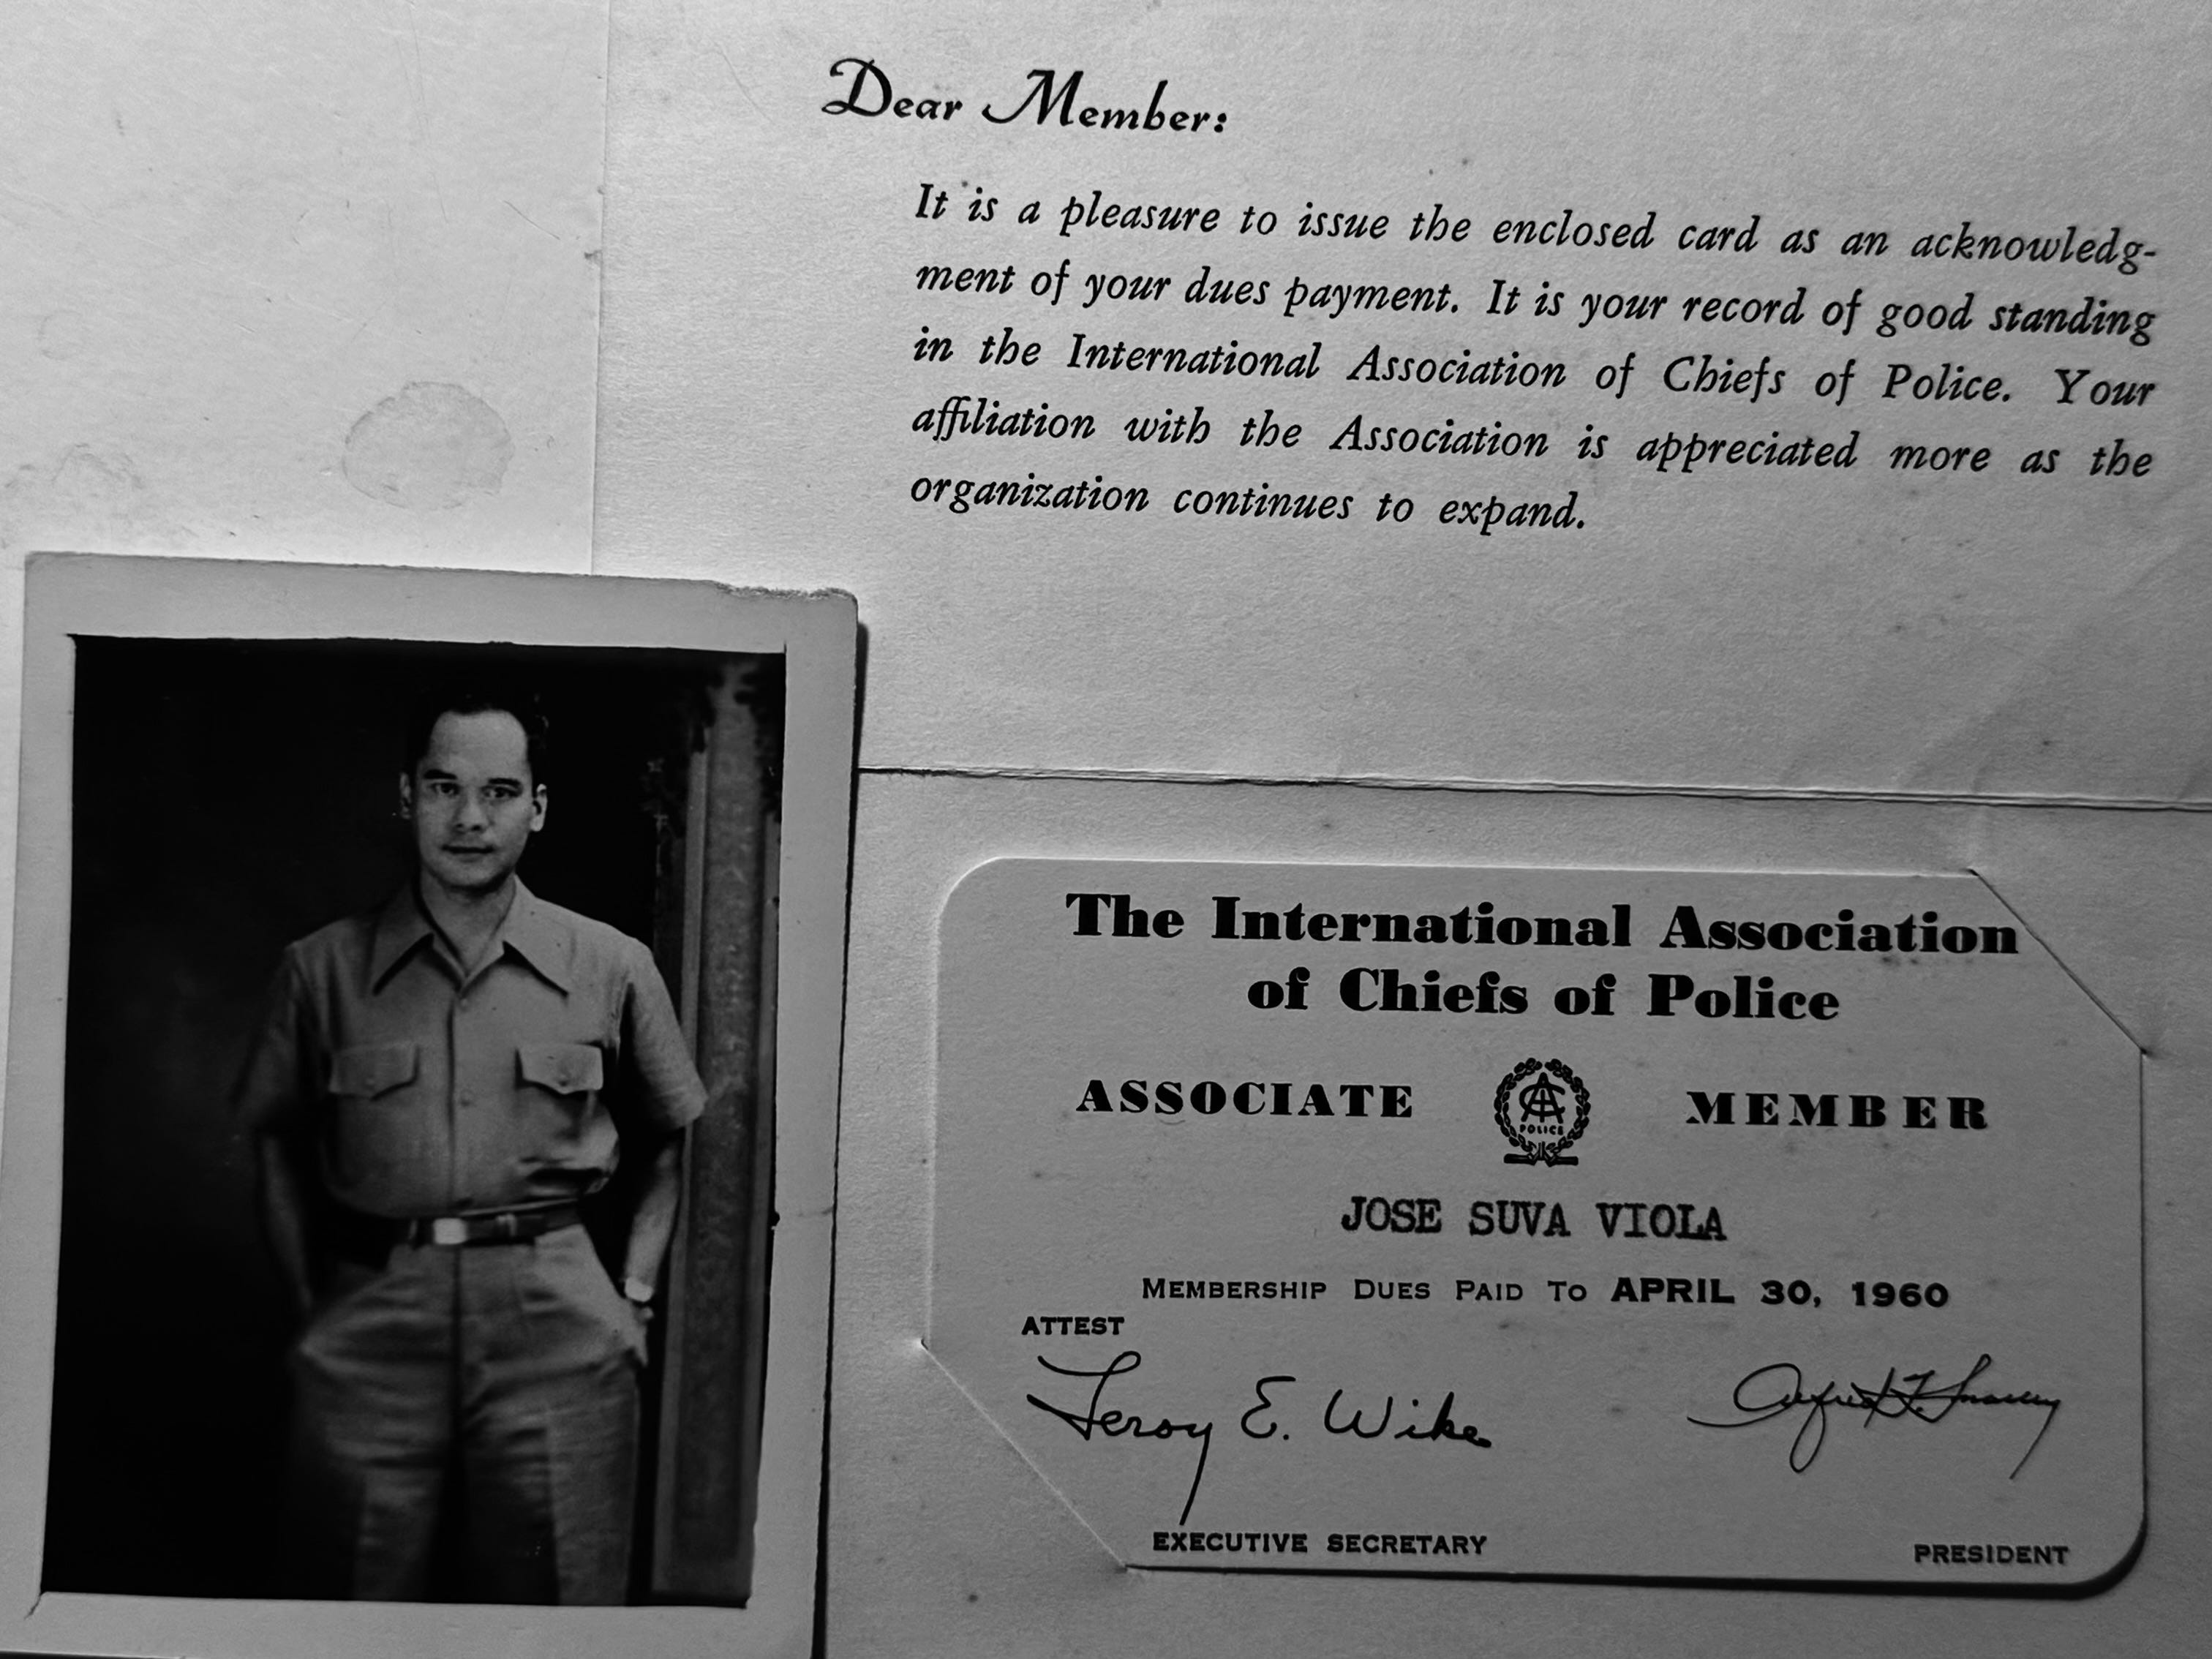 Dear Member:
It is a pleasure to issue the enclosed card as an acknowledg-
ment of your dues payment. It is your record of good standing
in the International Association of Chiefs of Police. Your
affiliation with the Association is appreciated more as the
organization continues to expand.
The International Association
of Chiefs of Police
ASSOCIATE MEMBER
POLICE
JOSE SUVA VIOLA
MEMBERSHIP DUES PAID TO APRIL 30, 1960
ATTEST
Leroy E. Wike
EXECUTIVE SECRETARY
PRESIDENT